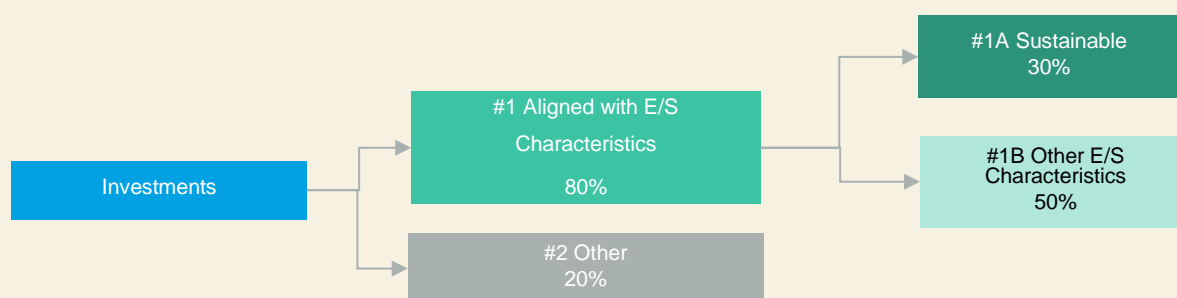 Investments
#1 Aligned with E/S
Characteristics
80%
#2 Other
20%
#1A Sustainable
30%
#1B Other E/S
Characteristics
50%